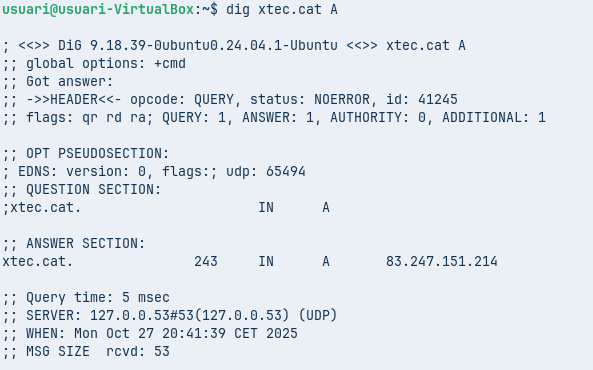 usuari@usuari-VirtualBox:~$ dig xtec.cat A
; <<>> DiG 9.18.39-0ubuntu0.24.04.1-Ubuntu <<>> xtec.cat A
;; global options: +cmd
;; Got answer:
;; ->>HEADER<<- opcode: QUERY, status: NOERROR, id: 41245
;; flags: qr rd ra; QUERY: 1, ANSWER: 1, AUTHORITY: 0, ADDITIONAL: 1
;; OPT PSEUDOSECTION:
; EDNS: version: 0, flags:; udp: 65494
;; QUESTION SECTION:
;xtec.cat.                      IN      A
;; ANSWER SECTION:
xtec.cat.               243     IN      A       83.247.151.214
;; Query time: 5 msec
;; SERVER: 127.0.0.53#53(127.0.0.53) (UDP)
;; WHEN: Mon Oct 27 20:41:39 CET 2025
;; MSG SIZE  rcvd: 53